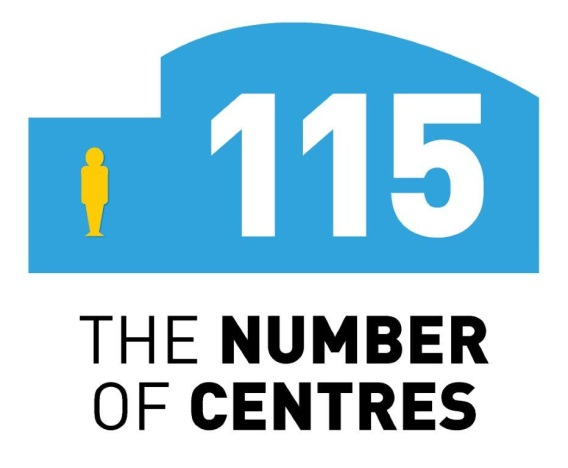 115
THE NUMBER
OF CENTRES